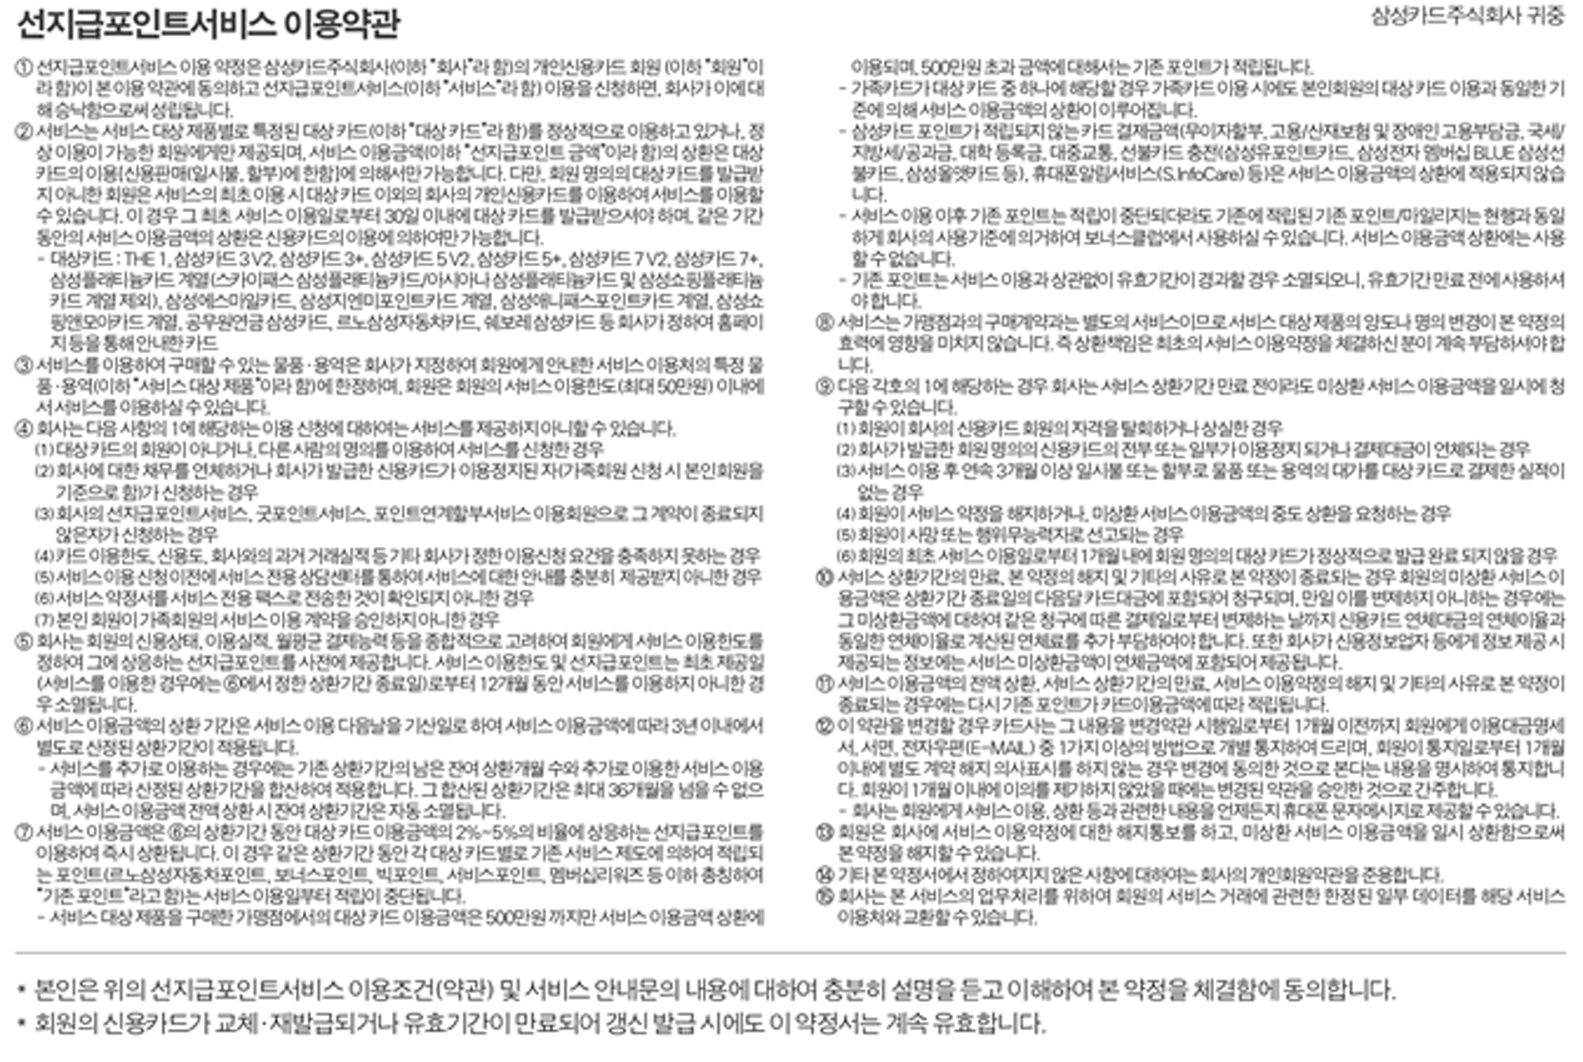 선지급포인트서비스 이용약관
삼성카드주식회사 귀중
① 선지급포인트서비스 이용 약정은 삼성카드주식회사(이하 "회사"라 함)의 개인신용카드 회원 (이하 "회원"이
라 함)이 본 이용 약관에 동의하고 선지급포인트서비스(이하 "서비스"라 함) 이용을 신청하면, 회사가 이에 대
해 승낙함으로써 성립됩니다.
② 서비스는 서비스 대상 제품별로 특정된 대상 카드(이하 "대상 카드"라 함)를 정상적으로 이용하고 있거나, 정
상 이용이 가능한 회원에게만 제공되며, 서비스 이용금액(이하 "선지급포인트 금액"이라 함)의 상환은 대상
카드의 이용[신용판매(일시불, 할부)에 한함]에 의해서만 가능합니다. 다만, 회원 명의의 대상 카드를 발급받
지 아니한 회원은 서비스의 최초 이용 시 대상 카드 이외의 회사의 개인신용카드를 이용하여 서비스를 이용할
수 있습니다. 이 경우 그 최초 서비스 이용일로부터 30일 이내에 대상 카드를 발급받으셔야 하며, 같은 기간
동안의 서비스 이용금액의 상환은 신용카드의 이용에 의하여만 가능합니다.
- 대상카드 : THE 1, 삼성카드 3 V2, 삼성카드 3+, 삼성카드 5 V2, 삼성카드 5+, 삼성카드 7 V2, 삼성카드 7+,
삼성플래티늄카드 계열(스카이패스 삼성플래티늄카드/아시아나 삼성플래티늄카드 및 삼성쇼핑플래티늄
카드 계열 제외), 삼성에스마일카드, 삼성지엔미포인트카드 계열, 삼성애니패스포인트카드 계열, 삼성쇼
핑앤모아카드 계열, 공무원연금 삼성카드, 르노삼성자동차카드, 쉐보레 삼성카드 등 회사가 정하여 홈페이
지 등을 통해 안내한 카드
③ 서비스를 이용하여 구매할 수 있는 물품·용역은 회사가 지정하여 회원에게 안내한 서비스 이용처의 특정 물
품·용역(이하 "서비스 대상 제품"이라 함)에 한정하며, 회원은 회원의 서비스 이용한도(최대 50만원) 이내에
서 서비스를 이용하실 수 있습니다.
④ 회사는 다음 사항의 1에 해당하는 이용 신청에 대하여는 서비스를 제공하지 아니할 수 있습니다.
(1) 대상 카드의 회원이 아니거나, 다른 사람의 명의를 이용하여 서비스를 신청한 경우
(2) 회사에 대한 채무를 연체하거나 회사가 발급한 신용카드가 이용정지된 자(가족회원 신청 시 본인회원을
기준으로 함)가 신청하는 경우
(3) 회사의 선지급포인트서비스, 굿포인트서비스, 포인트연계할부서비스 이용회원으로 그 계약이 종료되지
않은자가 신청하는 경우
(4) 카드 이용한도, 신용도, 회사와의 과거 거래실적 등 기타 회사가 정한 이용신청 요건을 충족하지 못하는 경우
(5) 서비스 이용 신청 이전에 서비스 전용 상담센터를 통하여 서비스에 대한 안내를 충분히 제공받지 아니한 경우
(6) 서비스 약정서를 서비스 전용 팩스로 전송한 것이 확인되지 아니한 경우
(7) 본인 회원이 가족회원의 서비스 이용 계약을 승인하지 아니한 경우
⑤ 회사는 회원의 신용상태, 이용실적, 월평균 결제능력 등을 종합적으로 고려하여 회원에게 서비스 이용한도를
정하여 그에 상응하는 선지급포인트를 사전에 제공합니다. 서비스 이용한도 및 선지급포인트는 최초 제공일
(서비스를 이용한 경우에는 ⑥에서 정한 상환기간 종료일)로부터 12개월 동안 서비스를 이용하지 아니한 경
우 소멸됩니다.
⑥ 서비스 이용금액의 상환 기간은 서비스 이용 다음날을 기산일로 하여 서비스 이용금액에 따라 3년 이내에서
별도로 산정된 상환기간이 적용됩니다.
- 서비스를 추가로 이용하는 경우에는 기존 상환기간의 남은 잔여 상환개월 수와 추가로 이용한 서비스 이용
금액에 따라 산정된 상환기간을 합산하여 적용합니다. 그 합산된 상환기간은 최대 36개월을 넘을 수 없으
며, 서비스 이용금액 전액 상환 시 잔여 상환기간은 자동 소멸됩니다.
⑦ 서비스 이용금액은 ⑥의 상환기간 동안 대상 카드 이용금액의 2%~5%의 비율에 상응하는 선지급포인트를
이용하여 즉시 상환됩니다. 이 경우 같은 상환기간 동안 각 대상 카드별로 기존 서비스 제도에 의하여 적립되
는 포인트(르노삼성자동차포인트, 보너스포인트, 빅포인트, 서비스포인트, 멤버십리워즈 등 이하 총칭하여
"기존 포인트"라고 함)는 서비스 이용일부터 적립이 중단됩니다.
- 서비스 대상 제품을 구매한 가맹점에서의 대상 카드 이용금액은 500만원 까지만 서비스 이용금액 상환에
이용되며, 500만원 초과 금액에 대해서는 기존 포인트가 적립됩니다.
- 가족카드가 대상 카드 중 하나에 해당할 경우 가족카드 이용 시에도 본인회원의 대상 카드 이용과 동일한 기
준에 의해 서비스 이용금액의 상환이 이루어집니다.
- 삼성카드 포인트가 적립되지 않는 카드 결제금액(무이자할부, 고용/산재보험 및 장애인 고용부담금, 국세/
지방세/공과금, 대학 등록금, 대중교통, 선불카드 충전(삼성유포인트카드, 삼성전자 멤버십 BLUE 삼성선
불카드, 삼성올앳카드 등), 휴대폰알림서비스(S.InfoCare) 등)은 서비스 이용금액의 상환에 적용되지 않습
니다.
- 서비스 이용 이후 기존 포인트는 적립이 중단되더라도 기존에 적립된 기존 포인트/마일리지는 현행과 동일
하게 회사의 사용기준에 의거하여 보너스클럽에서 사용하실 수 있습니다. 서비스 이용금액 상환에는 사용
할 수 없습니다.
- 기존 포인트는 서비스 이용과 상관없이 유효기간이 경과할 경우 소멸되오니, 유효기간 만료 전에 사용하셔
야 합니다.
⑧ 서비스는 가맹점과의 구매계약과는 별도의 서비스이므로 서비스 대상 제품의 양도나 명의 변경이 본 약정의
효력에 영향을 미치지 않습니다. 즉 상환책임은 최초의 서비스 이용약정을 체결하신 분이 계속 부담하셔야 합
니다.
⑨ 다음 각호의 1에 해당하는 경우 회사는 서비스 상환기간 만료 전이라도 미상환 서비스 이용금액을 일시에 청
구할 수 있습니다.
(1) 회원이 회사의 신용카드 회원의 자격을 탈회하거나 상실한 경우
(2) 회사가 발급한 회원 명의의 신용카드의 전부 또는 일부가 이용정지 되거나 결제대금이 연체되는 경우
(3) 서비스 이용 후 연속 3개월 이상 일시불 또는 할부로 물품 또는 용역의 대가를 대상 카드로 결제한 실적이
없는 경우
(4) 회원이 서비스 약정을 해지하거나, 미상환 서비스 이용금액의 중도 상환을 요청하는 경우
(5) 회원이 사망 또는 행위무능력자로 선고되는 경우
(6) 회원의 최초 서비스 이용일로부터 1개월 내에 회원 명의의 대상 카드가 정상적으로 발급 완료 되지 않을 경우
⑩ 서비스 상환기간의 만료, 본 약정의 해지 및 기타의 사유로 본 약정이 종료되는 경우 회원의 미상환 서비스 이
용금액은 상환기간 종료일의 다음달 카드대금에 포함되어 청구되며, 만일 이를 변제하지 아니하는 경우에는
그 미상환금액에 대하여 같은 청구에 따른 결제일로부터 변제하는 날까지 신용카드 연체대금의 연체이율과
동일한 연체이율로 계산된 연체료를 추가 부담하여야 합니다. 또한 회사가 신용정보업자 등에게 정보 제공 시
제공되는 정보에는 서비스 미상환금액이 연체금액에 포함되어 제공됩니다.
⑪ 서비스 이용금액의 전액 상환, 서비스 상환기간의 만료, 서비스 이용약정의 해지 및 기타의 사유로 본 약정이
종료되는 경우에는 다시 기존 포인트가 카드이용금액에 따라 적립됩니다.
⑫ 이 약관을 변경할 경우 카드사는 그 내용을 변경약관 시행일로부터 1개월 이전까지 회원에게 이용대금명세
서, 서면, 전자우편(E-MAIL) 중 1가지 이상의 방법으로 개별 통지하여 드리며, 회원이 통지일로부터 1개월
이내에 별도 계약 해지 의사표시를 하지 않는 경우 변경에 동의한 것으로 본다는 내용을 명시하여 통지합니
다. 회원이 1개월 이내에 이의를 제기하지 않았을 때에는 변경된 약관을 승인한 것으로 간주합니다.
- 회사는 회원에게 서비스 이용, 상환 등과 관련한 내용을 언제든지 휴대폰 문자메시지로 제공할 수 있습니다.
⑬ 회원은 회사에 서비스 이용약정에 대한 해지통보를 하고, 미상환 서비스 이용금액을 일시 상환함으로써
본 약정을 해지할 수 있습니다.
⑭ 기타 본 약정서에서 정하여지지 않은 사항에 대하여는 회사의 개인회원약관을 준용합니다.
⑮ 회사는 본 서비스의 업무처리를 위하여 회원의 서비스 거래에 관련한 한정된 일부 데이터를 해당 서비스
이용처와 교환할 수 있습니다.
* 본인은 위의 선지급포인트서비스 이용조건(약관) 및 서비스 안내문의 내용에 대하여 충분히 설명을 듣고 이해하여 본 약정을 체결함에 동의합니다.
* 회원의 신용카드가 교체·재발급되거나 유효기간이 만료되어 갱신 발급 시에도 이 약정서는 계속 유효합니다.